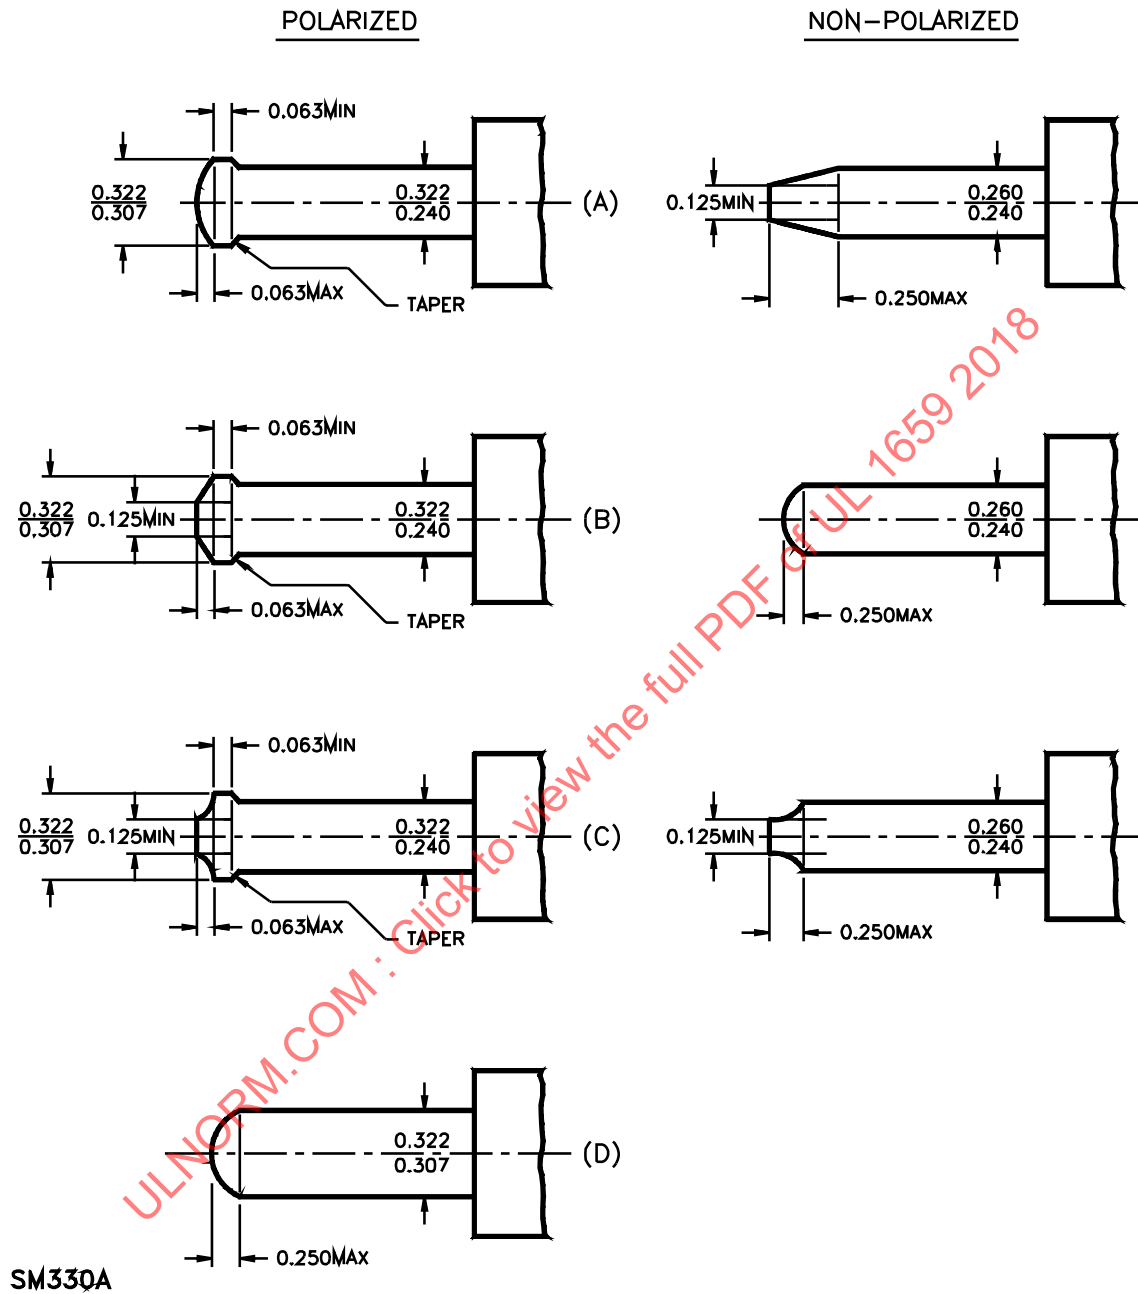 POLARIZED
NON-POLARIZED
0.063MIN
0.322
0.307
0.322
0.240
(A)
0.063MAX
TAPER
0.125MIN
0.260
0.240
0.250MAX
0.063MIN
0.322
0.307
0.125MIN
0.322
0.240
(B)
0.063MAX
TAPER
0.260
0.240
0.250MAX
0.063MIN
0.322
0.307
0.125MIN
0.322
0.240
(C)
0.063MAX
TAPER
0.125MIN
0.260
0.240
0.250MAX
0.322
0.307
(D)
0.250MAX
SM330A
ULNORM.COM : Click to view the full PDF of UL 1659 2018